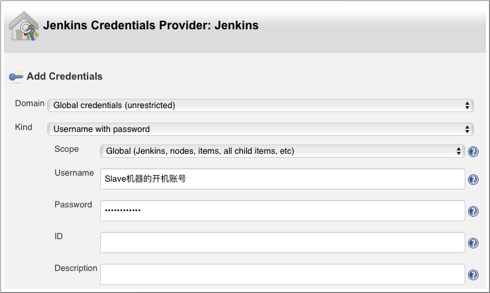 Jenkins Credentials Provider: Jenkins
Add Credentials
Domain Global credentials (unrestricted)
Kind Username with password
Scope Global (Jenkins, nodes, items, all child items, etc)
Username Slave机器的开机账号
Password ••••••••••••
ID
Description